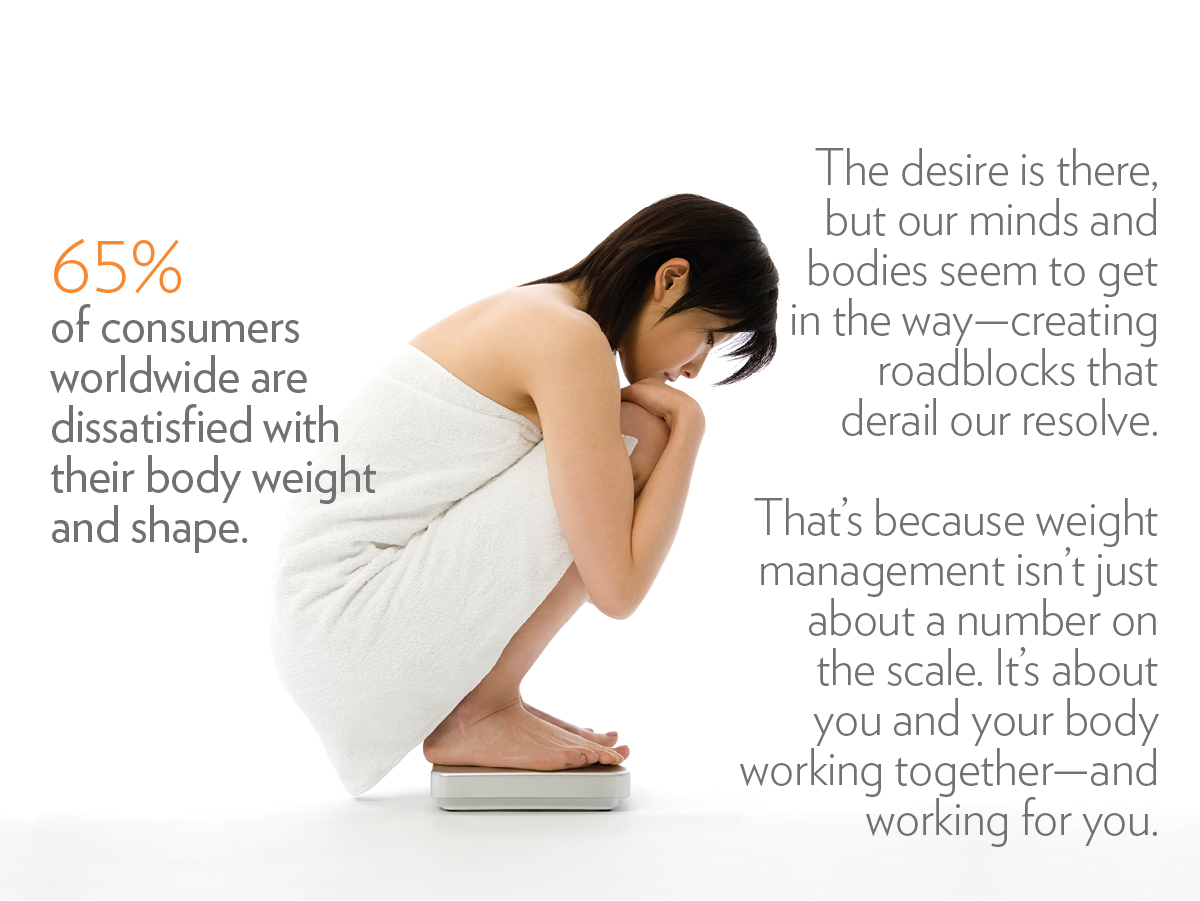 65%
of consumers
worldwide are
dissatisfied with
their body weight
and shape.
The desire is there,
but our minds and
bodies seem to get
in the way—creating
roadblocks that
derail our resolve.
That’s because weight
management isn’t just
about a number on
the scale. It’s about
you and your body
working together—and
working for you.